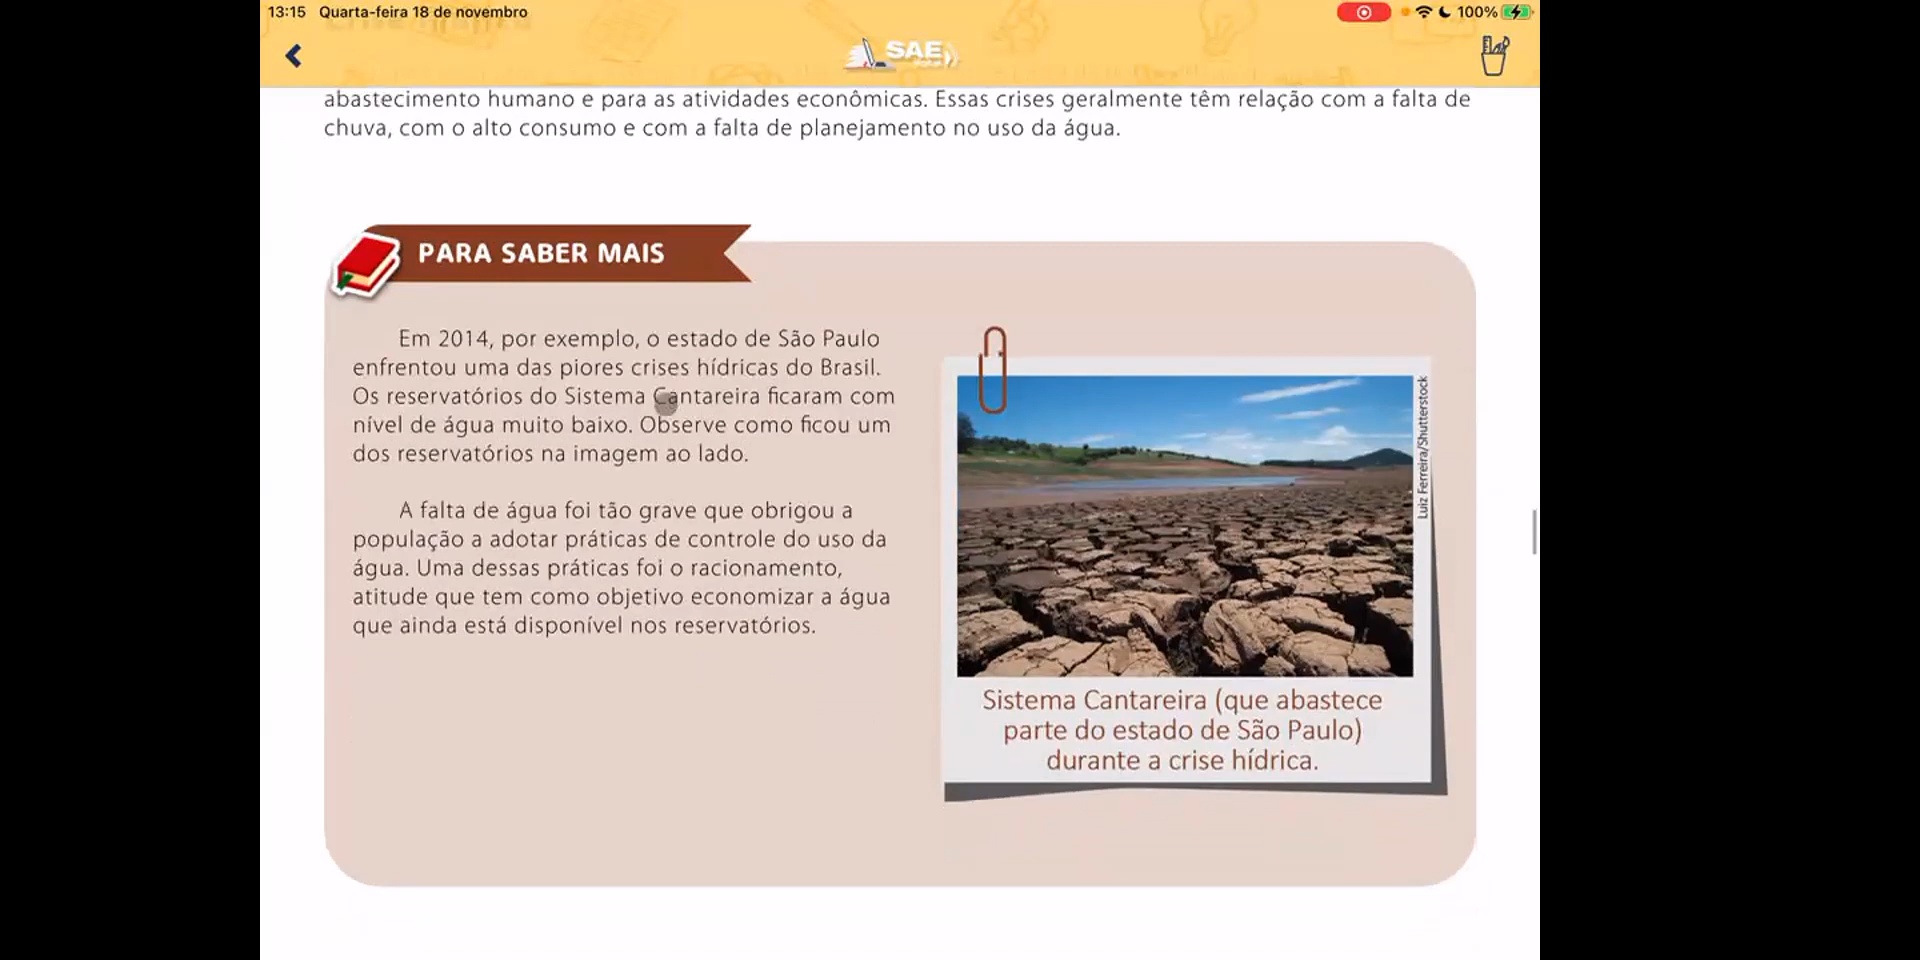 13:15 Quarta-feira 18 de novembro
100%
SAE
abastecimento humano e para as atividades econômicas. Essas crises geralmente têm relação com a falta de
chuva, com o alto consumo e com a falta de planejamento no uso da água.
PARA SABER MAIS
Em 2014, por exemplo, o estado de São Paulo
enfrentou uma das piores crises hídricas do Brasil.
Os reservatórios do Sistema Cantareira ficaram com
nível de água muito baixo. Observe como ficou um
dos reservatórios na imagem ao lado.
A falta de água foi tão grave que obrigou a
população a adotar práticas de controle do uso da
água. Uma dessas práticas foi o racionamento,
atitude que tem como objetivo economizar a água
que ainda está disponível nos reservatórios.
Luiz Ferreira/Shutterstock
Sistema Cantareira (que abastece
parte do estado de São Paulo)
durante a crise hídrica.